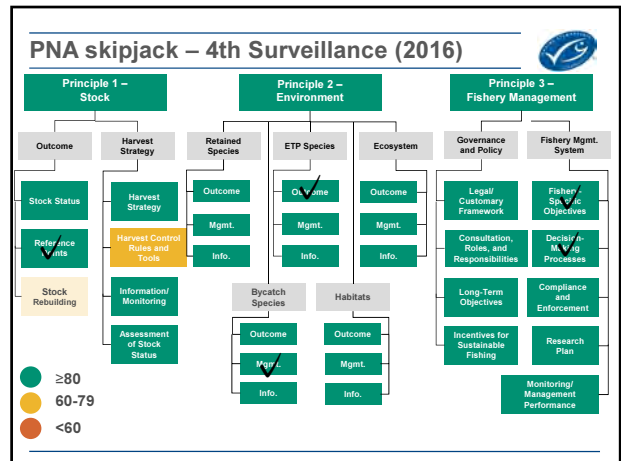 PNA skipjack – 4th Surveillance (2016)
Principle 1 –
Stock
Principle 2 –
Environment
Principle 3 –
Fishery Management
Outcome
Harvest
Strategy
Retained
Species
ETP Species
Ecosystem
Governance
and Policy
Fishery Mgmt.
System
Stock Status
Reference
Points
Stock
Rebuilding
Harvest
Strategy
Harvest Control
Rules and
Tools
Information/
Monitoring
Assessment
of Stock
Status
Outcome
Mgmt.
Info.
Outcome
Mgmt.
Info.
Outcome
Mgmt.
Info.
Bycatch
Species
Habitats
Outcome
Mgmt.
Info.
Outcome
Mgmt.
Info.
Legal/
Customary
Framework
Consultation,
Roles, and
Responsibilities
Long-Term
Objectives
Incentives for
Sustainable
Fishing
Fishery-
Specific
Objectives
Decision-
Making
Processes
Compliance
and
Enforcement
Research
Plan
Monitoring/
Management
Performance
≥80
60-79
<60